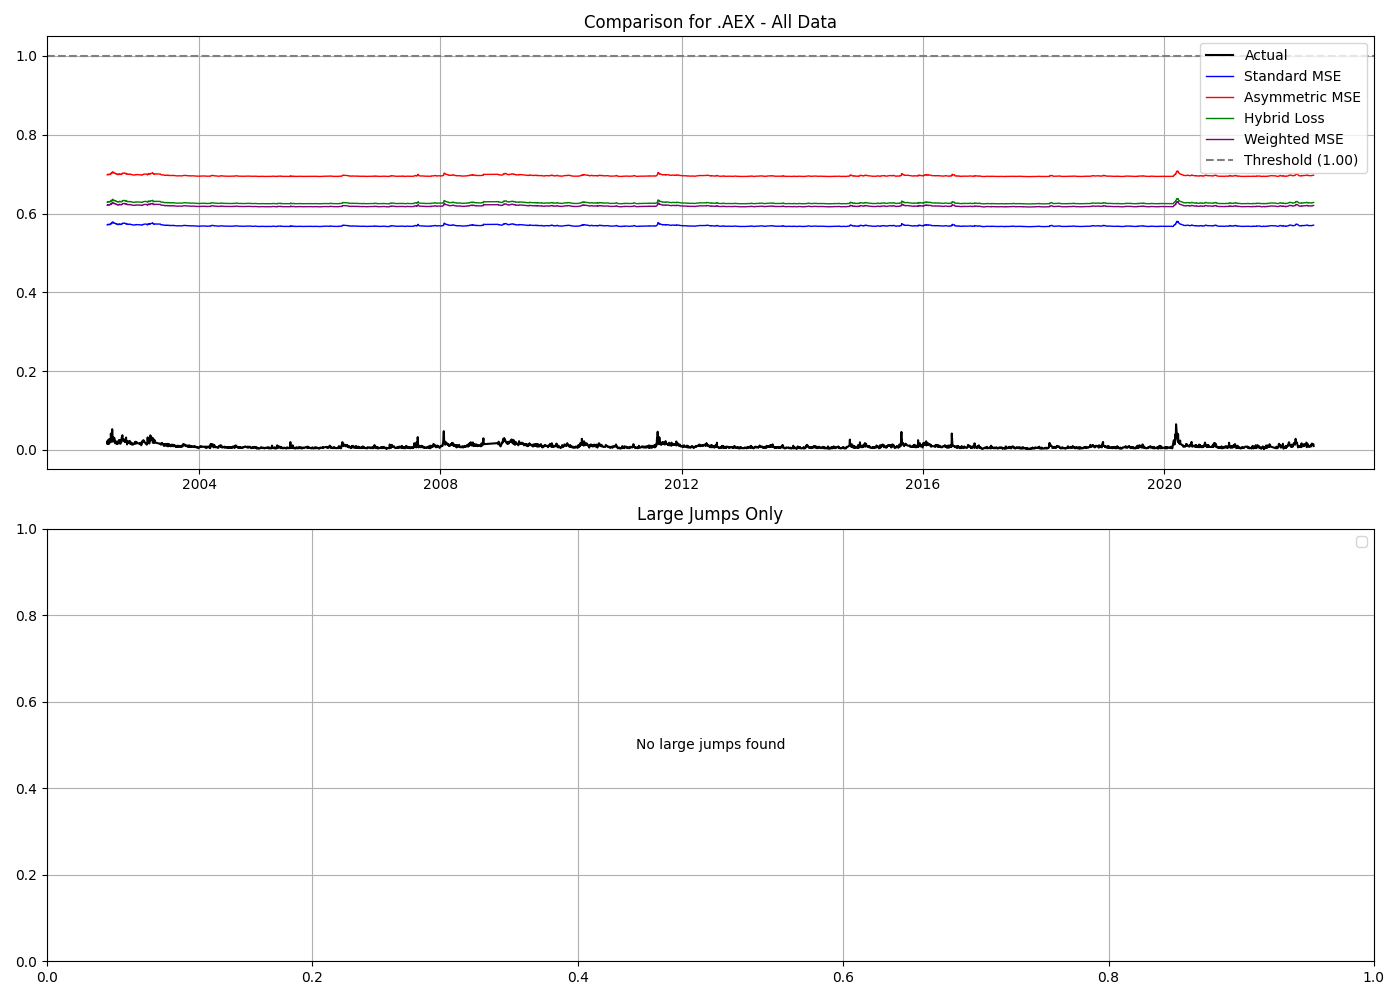 Comparison for .AEX - All Data
1.0
0.8
0.6
0.4
0.2
0.0
Actual
Standard MSE
Asymmetric MSE
Hybrid Loss
Weighted MSE
Threshold (1.00)
2004 2008 2012 2016 2020
Large Jumps Only
1.0
0.8
0.6
0.4
0.2
0.0
No large jumps found
0.0 0.2 0.4 0.6 0.8 1.0